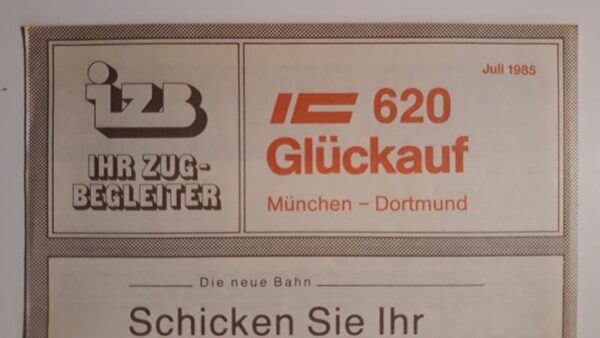 izb
IHR ZUG-
BEGLEITER
Juli 1985
IC 620
Glückauf
München – Dortmund
Die neue Bahn
Schicken Sie Ihr